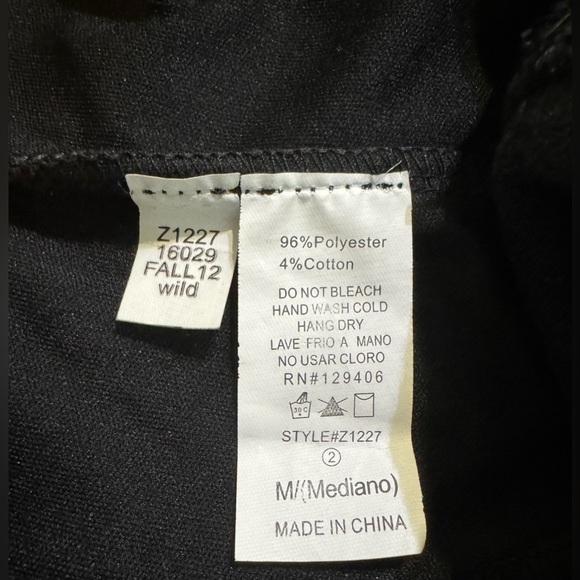 Z1227
16029
FALL12
wild
96%Polyester
4%Cotton
DO NOT BLEACH
HAND WASH COLD
HANG DRY
LAVE FRIO A MANO
NO USAR CLORO
RN#129406
30C
STYLE#Z1227
2
M/(Mediano)
MADE IN CHINA